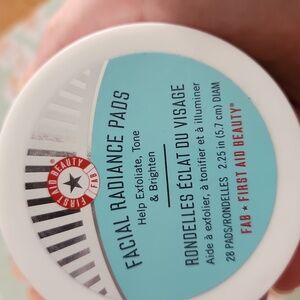 FIRST AID BEAUTY
FAB
FACIAL RADIANCE PADS
Help Exfoliate, Tone
& Brighten
RONDELLES ÉCLAT DU VISAGE
Aide à exfolier, à tonifier et à illuminer
28 PADS/RONDELLES 2.25 in (5.7 cm) DIAM
FAB ★ FIRST AID BEAUTY®